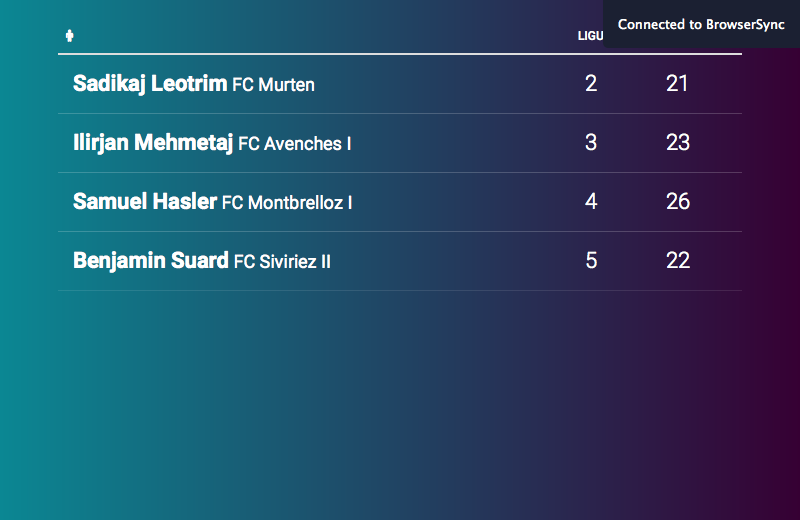 Connected to BrowserSync
LIGU
Sadikaj Leotrim FC Murten 2 21
Ilirjan Mehmetaj FC Avenches I 3 23
Samuel Hasler FC Montbrelloz I 4 26
Benjamin Suard FC Siviriez II 5 22